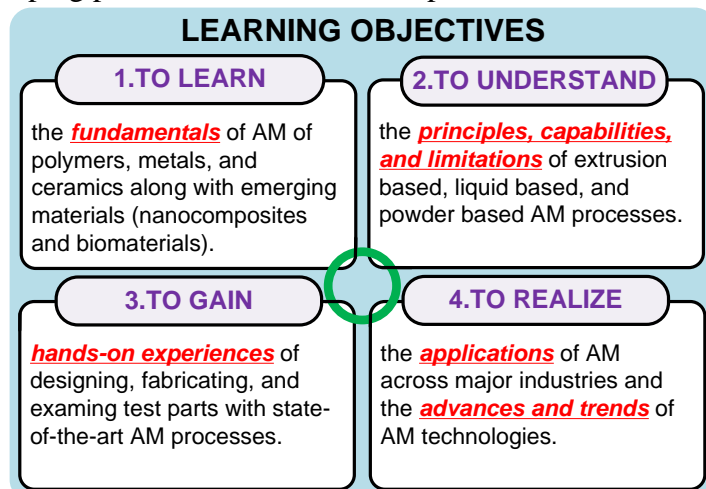 LEARNING OBJECTIVES
1.TO LEARN
the fundamentals of AM of
polymers, metals, and
ceramics along with emerging
materials (nanocomposites
and biomaterials).
2.TO UNDERSTAND
the principles, capabilities,
and limitations of extrusion
based, liquid based, and
powder based AM processes.
3.TO GAIN
hands-on experiences of
designing, fabricating, and
examing test parts with state-
of-the-art AM processes.
4.TO REALIZE
the applications of AM
across major industries and
the advances and trends of
AM technologies.